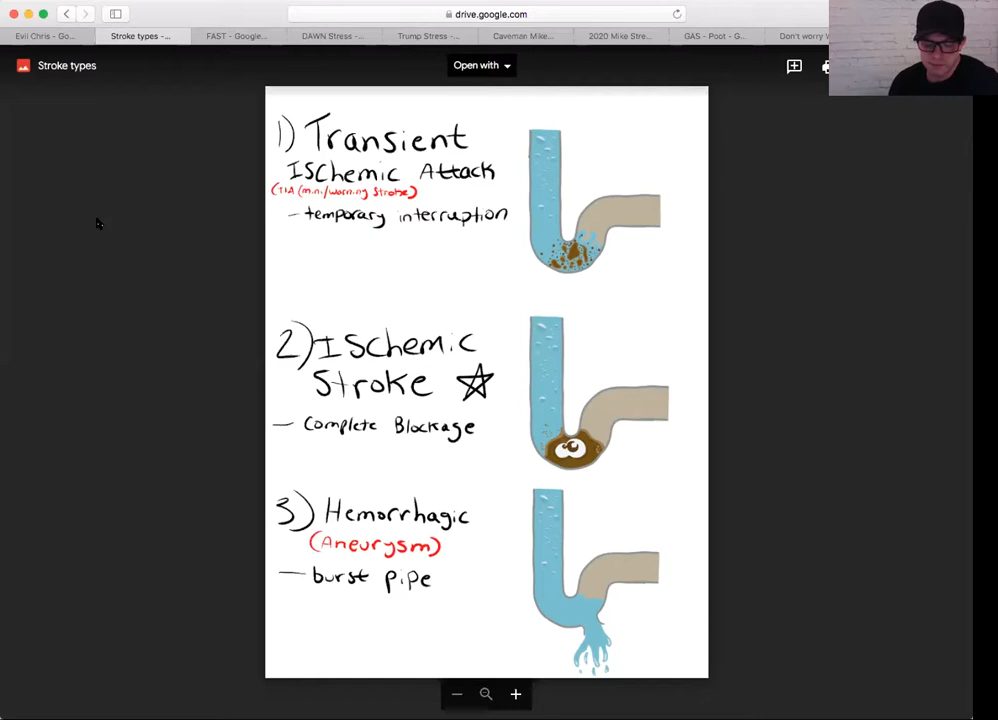 drive.google.com
Evil Chris - Go...
Stroke types -...
FAST - Google...
DAWN Stress -...
Trump Stress -...
Caveman Mike...
2020 Mike Stre...
GAS - Poot - G...
Don't worry
Stroke types
Open with
1) Transient
Ischemic Attack
(TIA (mini/warning Stroke)
- temporary interruption
2) Ischemic
Stroke
- Complete Blockage
3) Hemorrhagic
(Aneurysm)
- burst pipe